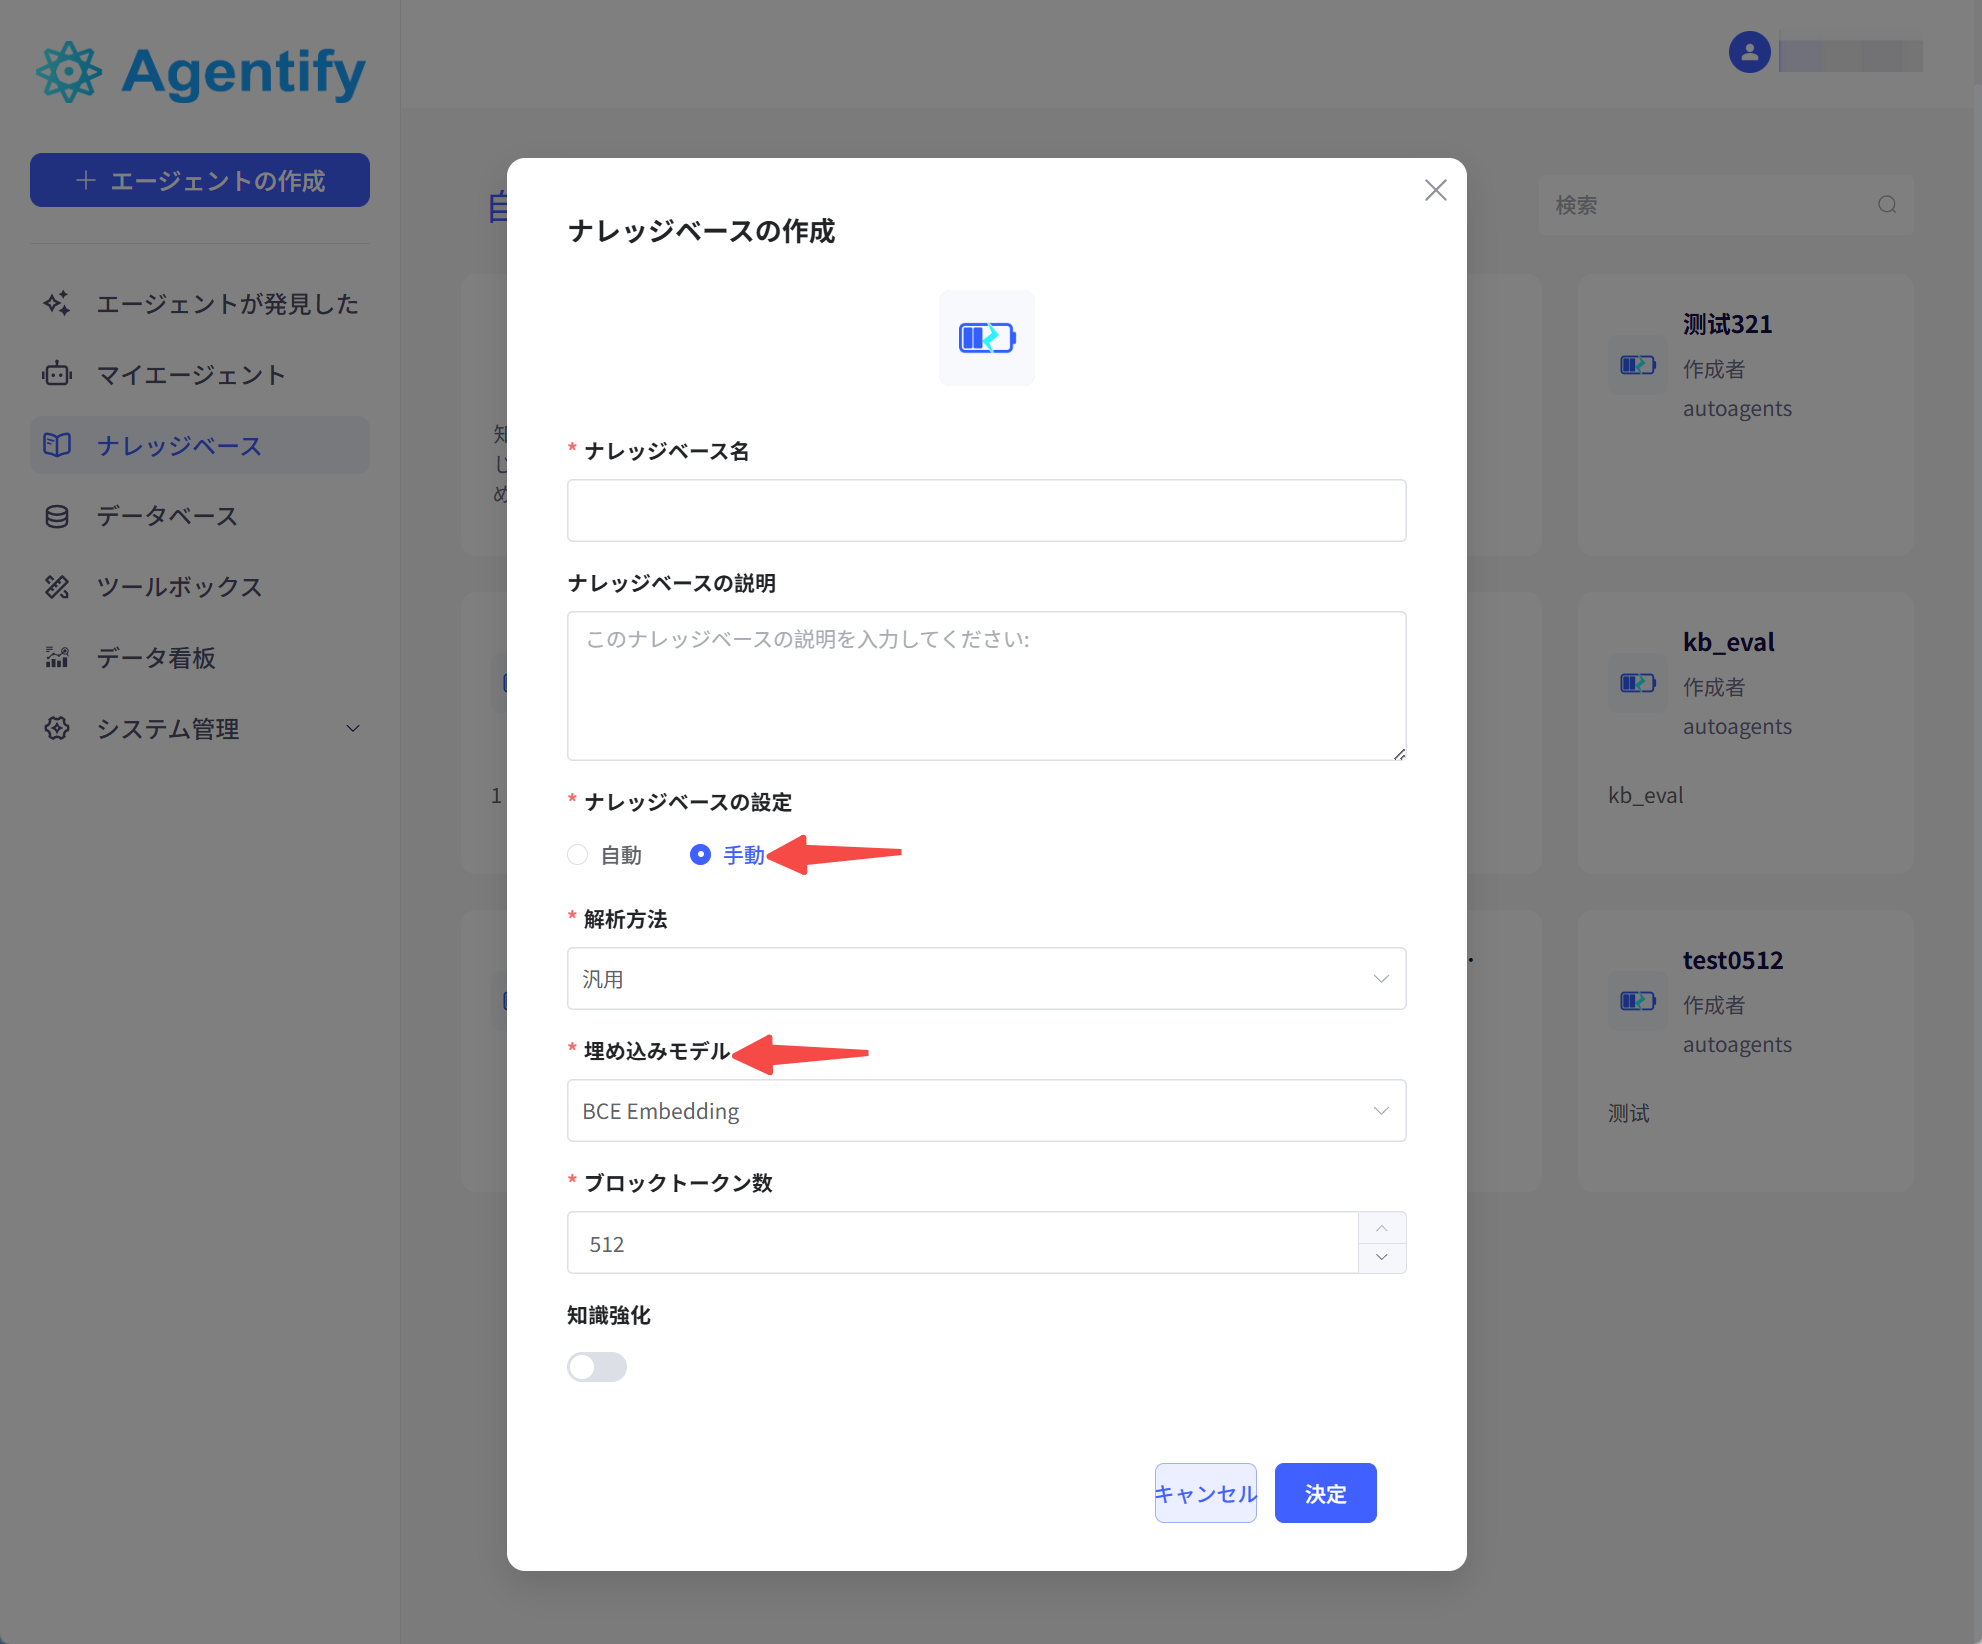 Agentify
エージェントの作成
エージェントが発見した
マイエージェント
ナレッジベース
データベース
ツールボックス
データ看板
システム管理
検索
测试321
作成者
autoagents
kb_eval
作成者
autoagents
kb_eval
test0512
作成者
autoagents
测试
1
ナレッジベースの作成
* ナレッジベース名
ナレッジベースの説明
このナレッジベースの説明を入力してください:
* ナレッジベースの設定
自動 手動
* 解析方法
汎用
* 埋め込みモデル
BCE Embedding
* ブロックトークン数
512
知識強化
キャンセル 決定